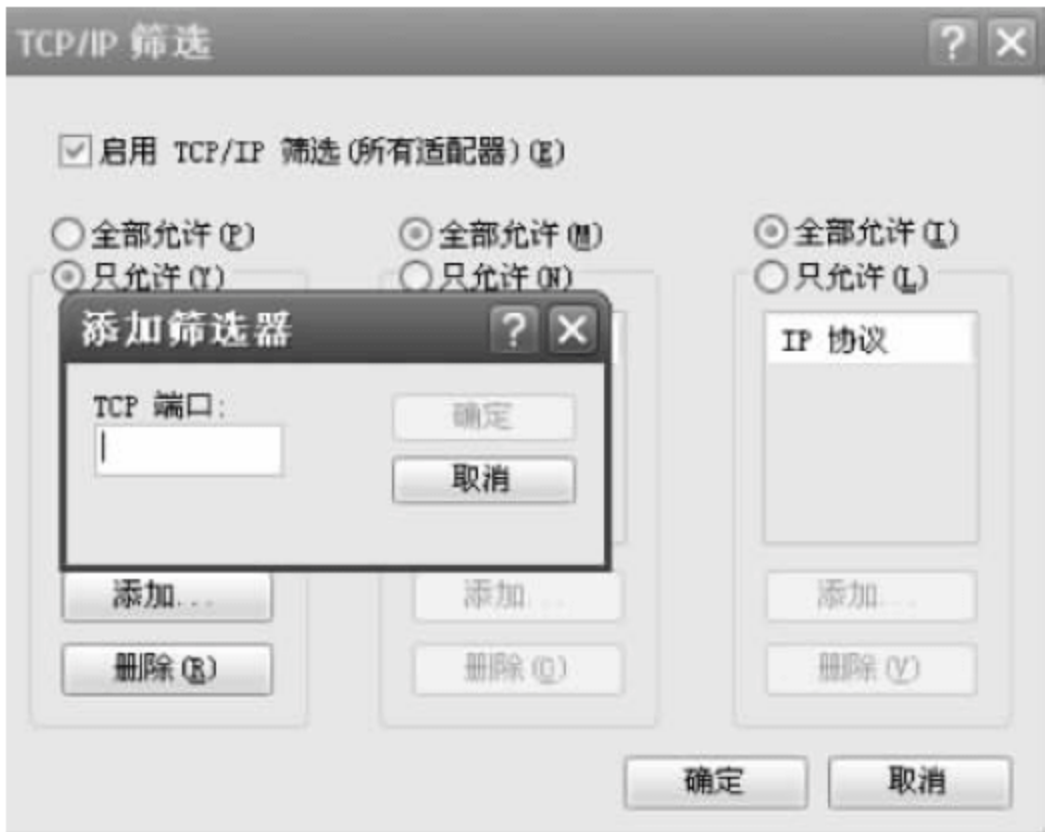 TCP/IP 筛选
启用 TCP/IP 筛选(所有适配器)(E)
全部允许(P)
全部允许(M)
全部允许(I)
只允许(Y)
只允许(N)
只允许(L)
添加筛选器
IP 协议
TCP 端口:
确定
取消
添加...
添加...
添加...
删除(R)
删除(O)
删除(V)
确定
取消